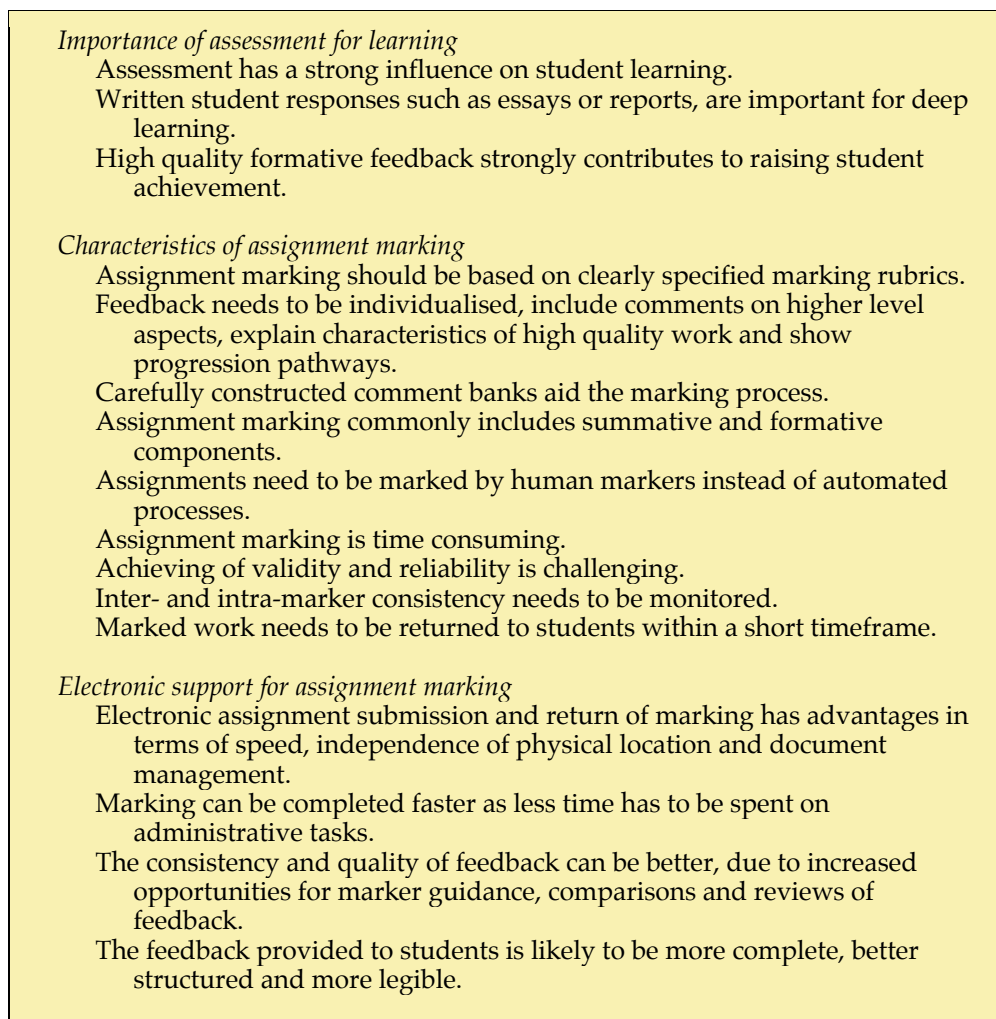 Importance of assessment for learning
Assessment has a strong influence on student learning.
Written student responses such as essays or reports, are important for deep
learning.
High quality formative feedback strongly contributes to raising student
achievement.
Characteristics of assignment marking
Assignment marking should be based on clearly specified marking rubrics.
Feedback needs to be individualised, include comments on higher level
aspects, explain characteristics of high quality work and show
progression pathways.
Carefully constructed comment banks aid the marking process.
Assignment marking commonly includes summative and formative
components.
Assignments need to be marked by human markers instead of automated
processes.
Assignment marking is time consuming.
Achieving of validity and reliability is challenging.
Inter- and intra-marker consistency needs to be monitored.
Marked work needs to be returned to students within a short timeframe.
Electronic support for assignment marking
Electronic assignment submission and return of marking has advantages in
terms of speed, independence of physical location and document
management.
Marking can be completed faster as less time has to be spent on
administrative tasks.
The consistency and quality of feedback can be better, due to increased
opportunities for marker guidance, comparisons and reviews of
feedback.
The feedback provided to students is likely to be more complete, better
structured and more legible.